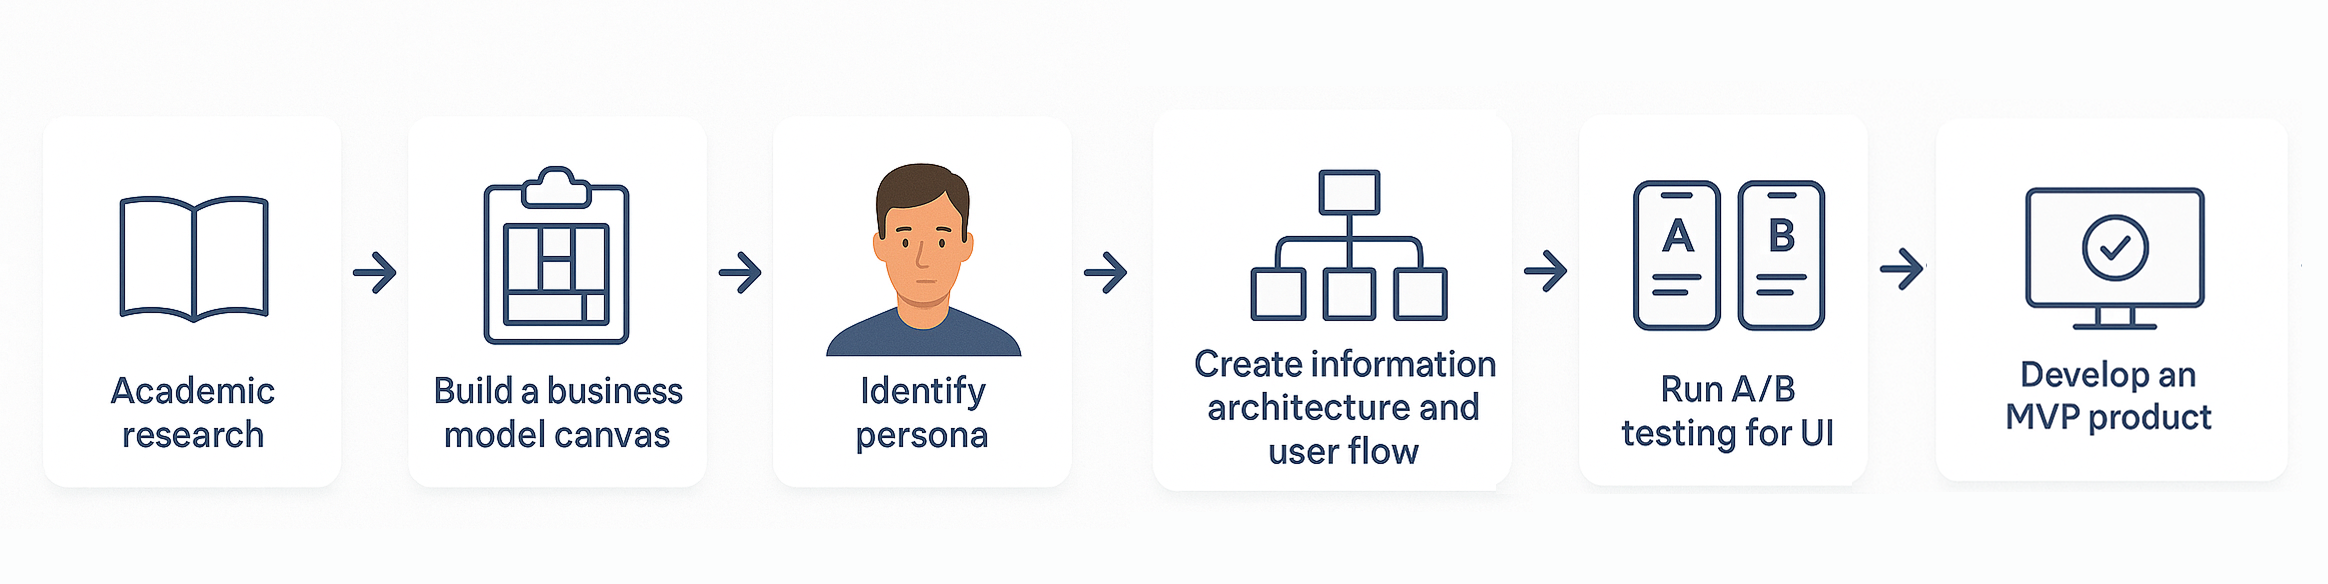 Academic
research
Build a business
model canvas
Identify
persona
Create information
architecture and
user flow
A
B
Run A/B
testing for UI
Develop an
MVP product